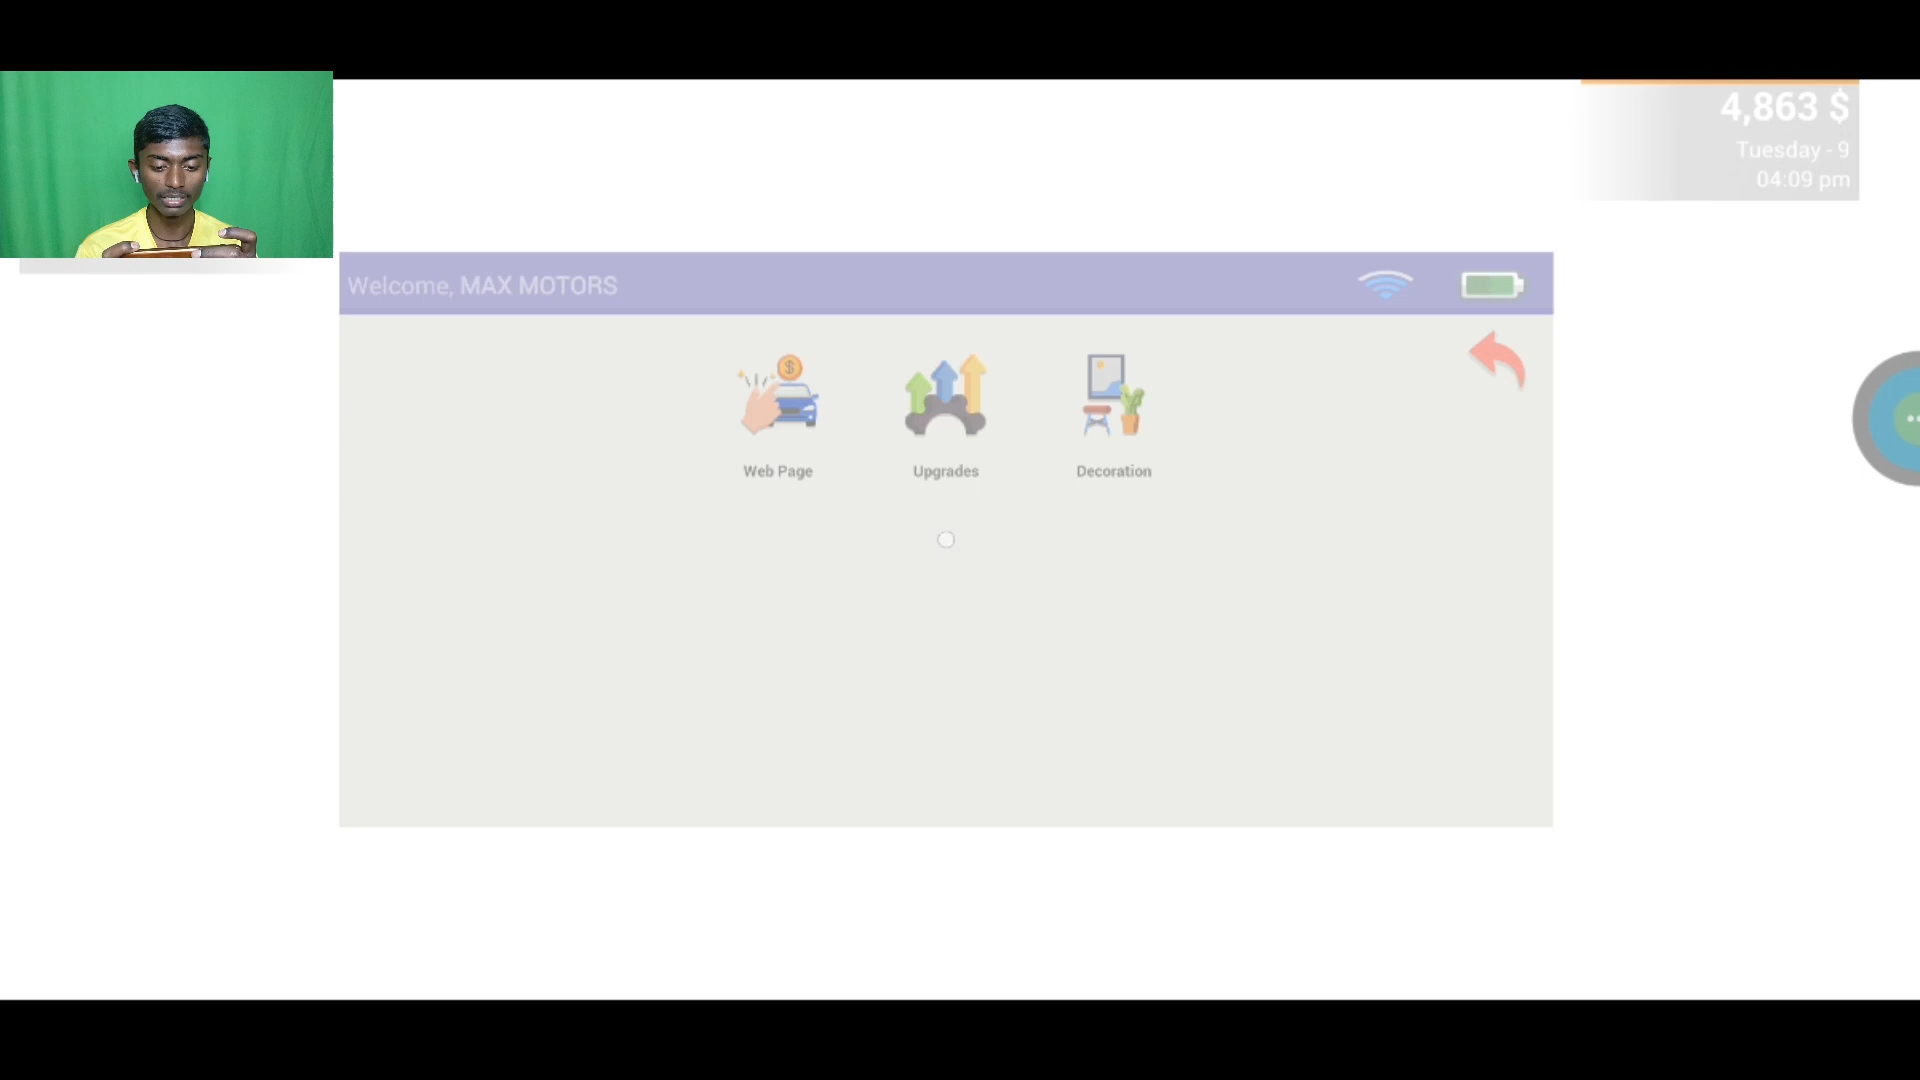 4,863 $
Tuesday - 9
04:09 pm
Welcome, MAX MOTORS
Web Page
Upgrades
Decoration